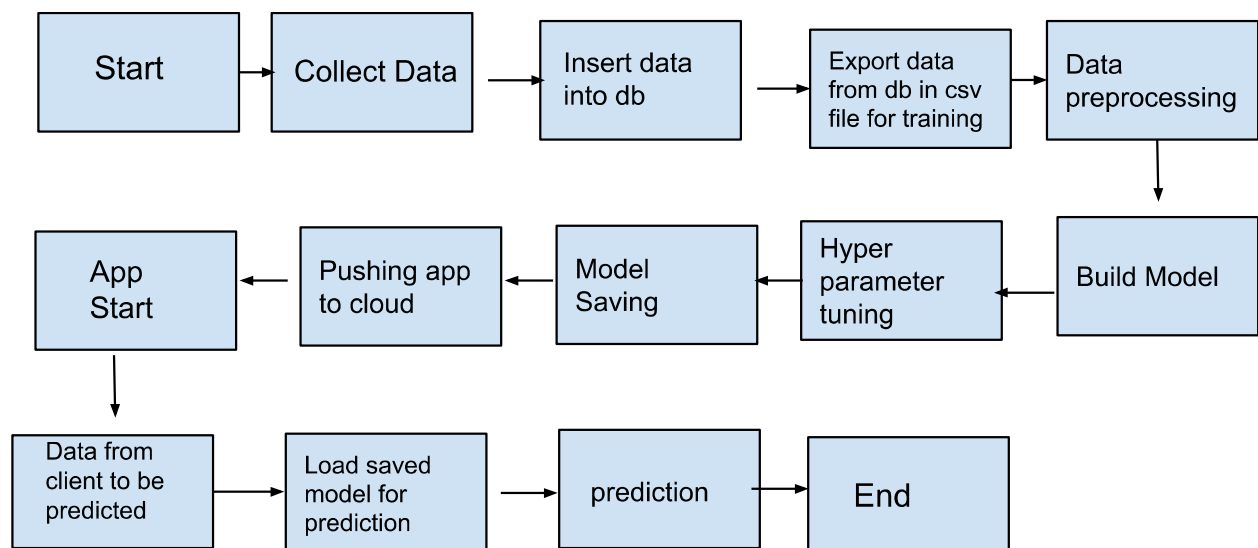 Start
Collect Data
Insert data
into db
Export data
from db in csv
file for training
Data
preprocessing
Build Model
Hyper
parameter
tuning
Model
Saving
Pushing app
to cloud
App
Start
Data from
client to be
predicted
Load saved
model for
prediction
prediction
End